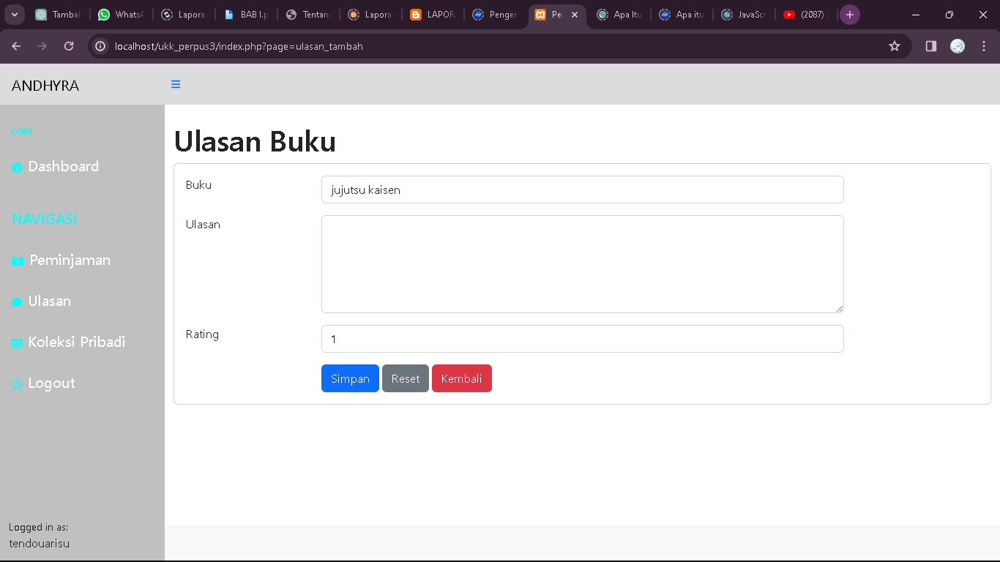 Tambah
WhatsA
Lapora
BAB I.p
Tentang
Lapora
LAPOR
Penger
Pe
Apa Itu
Apa itu
JavaScr
(2087)
localhost/ukk_perpus3/index.php?page=ulasan_tambah
ANDHYRA
CORE
Dashboard
NAVIGASI
Peminjaman
Ulasan
Koleksi Pribadi
Logout
Logged in as:
tendouarisu
Ulasan Buku
Buku
jujutsu kaisen
Ulasan
Rating
1
Simpan Reset Kembali